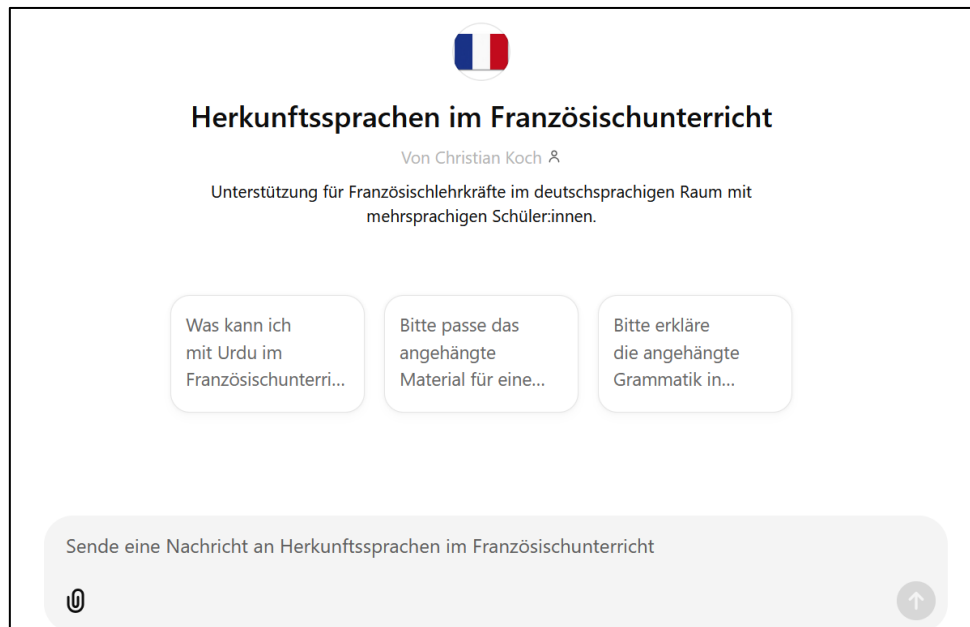 Herkunftssprachen im Französischunterricht
Von Christian Koch
Unterstützung für Französischlehrkräfte im deutschsprachigen Raum mit
mehrsprachigen Schüler:innen.
Was kann ich
mit Urdu im
Französischunterri...
Bitte passe das
angehängte
Material für eine...
Bitte erkläre
die angehängte
Grammatik in...
Sende eine Nachricht an Herkunftssprachen im Französischunterricht